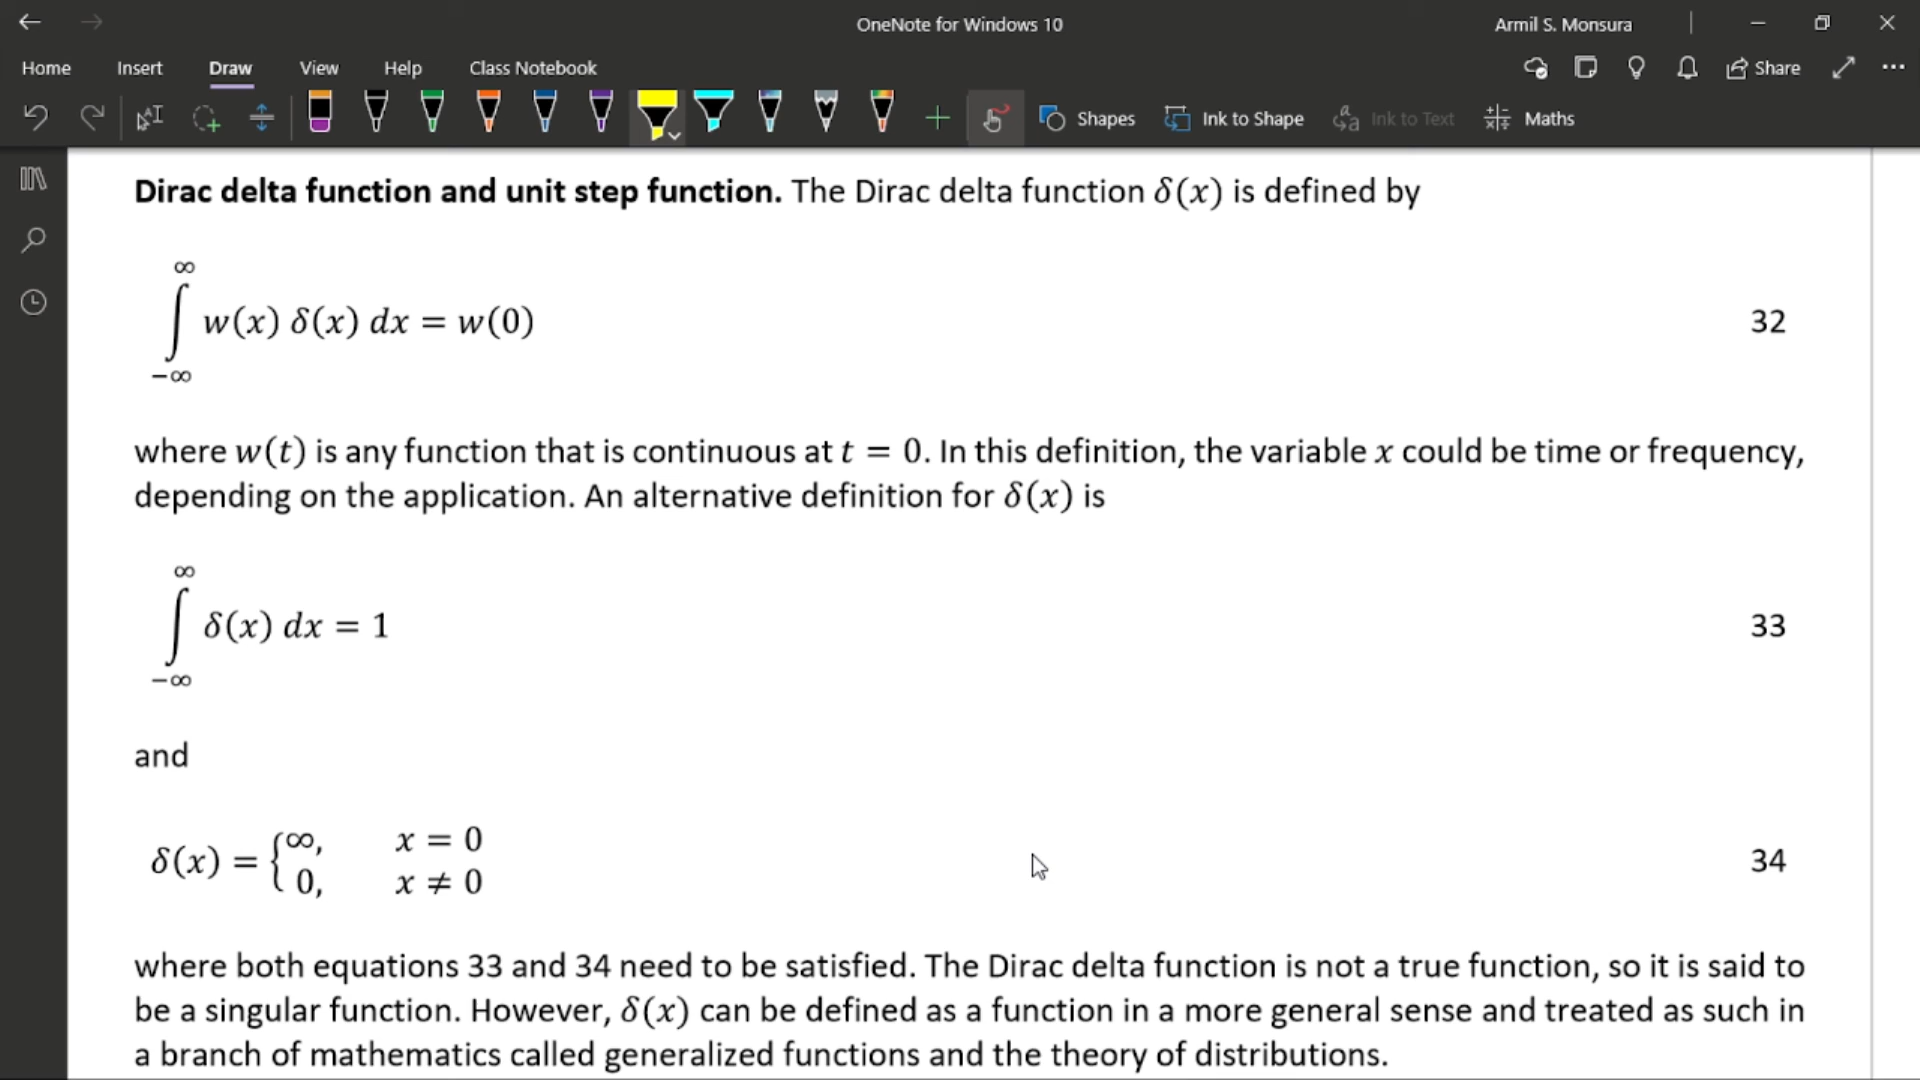 OneNote for Windows 10
Armil S. Monsura
Home Insert Draw View Help Class Notebook
Share
Shapes Ink to Shape Ink to Text Maths
Dirac delta function and unit step function. The Dirac delta function δ(x) is defined by
∫_{-∞}^{∞} w(x) δ(x) dx = w(0) 32
where w(t) is any function that is continuous at t = 0. In this definition, the variable x could be time or frequency,
depending on the application. An alternative definition for δ(x) is
∫_{-∞}^{∞} δ(x) dx = 1 33
and
δ(x) = { ∞, x = 0
0, x ≠ 0 34
where both equations 33 and 34 need to be satisfied. The Dirac delta function is not a true function, so it is said to
be a singular function. However, δ(x) can be defined as a function in a more general sense and treated as such in
a branch of mathematics called generalized functions and the theory of distributions.